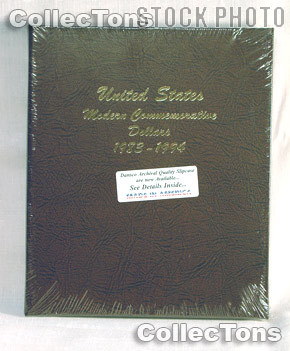 COLLECTONS STOCK PHOTO
United States
Modern Commemorative
Dollars
1983-1994
Dansco Archival Quality Slipcase
are now Available...
See Details Inside...
COLLECTONS
COLLECTONS